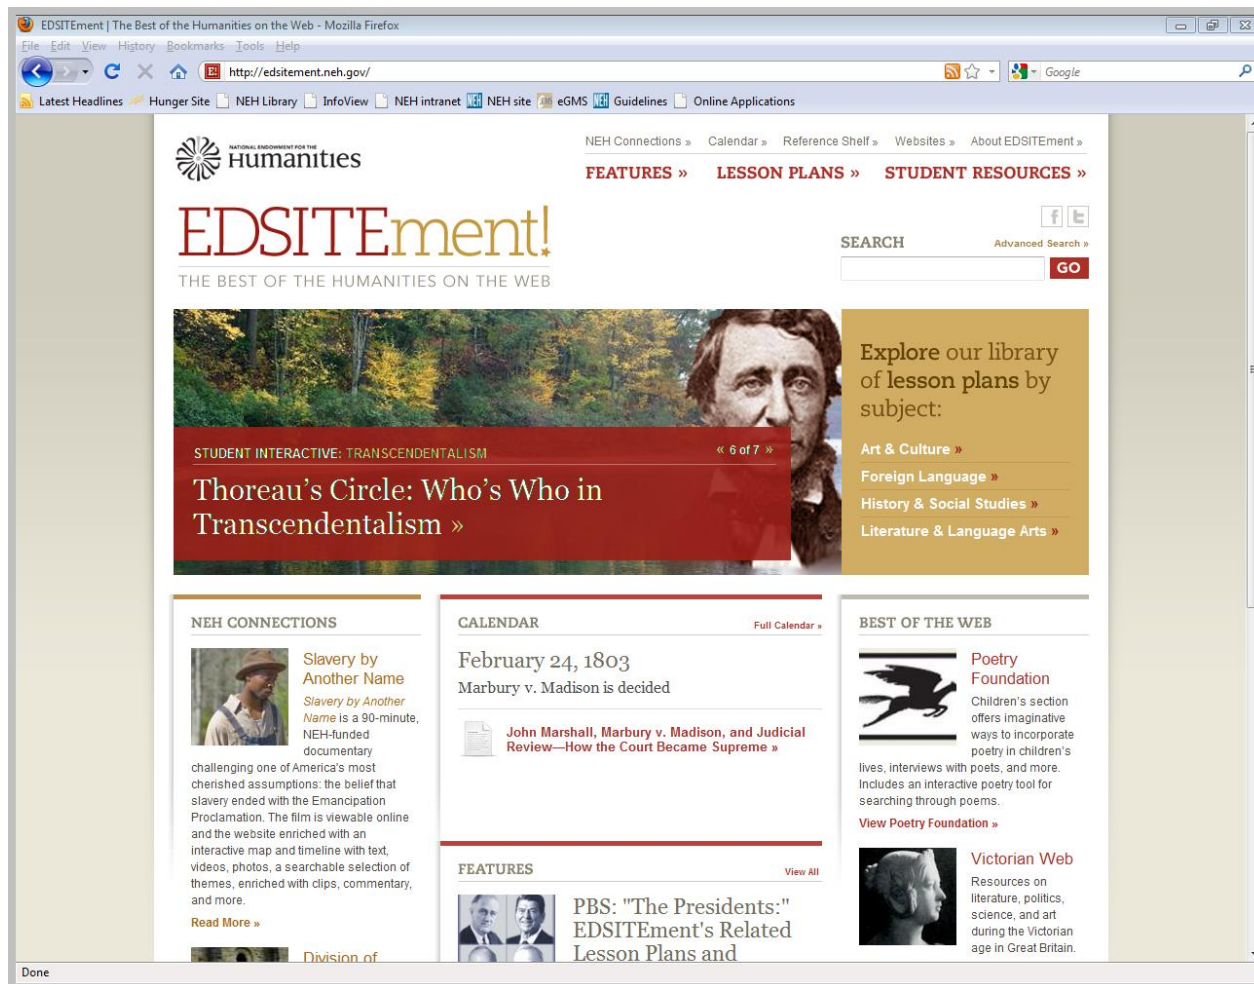 EDSITEment | The Best of the Humanities on the Web - Mozilla Firefox
File Edit View History Bookmarks Tools Help
http://edsitement.neh.gov/
Google
Latest Headlines Hunger Site NEH Library InfoView NEH intranet NEH site eGMS Guidelines Online Applications
NATIONAL ENDOWMENT FOR THE
Humanities
NEH Connections » Calendar » Reference Shelf » Websites » About EDSITEment »
FEATURES » LESSON PLANS » STUDENT RESOURCES »
EDSITEment!
THE BEST OF THE HUMANITIES ON THE WEB
SEARCH Advanced Search »
GO
STUDENT INTERACTIVE: TRANSCENDENTALISM « 6 of 7 »
Thoreau's Circle: Who's Who in
Transcendentalism »
Explore our library
of lesson plans by
subject:
Art & Culture »
Foreign Language »
History & Social Studies »
Literature & Language Arts »
NEH CONNECTIONS
Slavery by
Another Name
Slavery by Another
Name is a 90-minute,
NEH-funded
documentary
challenging one of America's most
cherished assumptions: the belief that
slavery ended with the Emancipation
Proclamation. The film is viewable online
and the website enriched with an
interactive map and timeline with text,
videos, photos, a searchable selection of
themes, enriched with clips, commentary,
and more.
Read More »
Division of
CALENDAR Full Calendar »
February 24, 1803
Marbury v. Madison is decided
John Marshall, Marbury v. Madison, and Judicial
Review—How the Court Became Supreme »
FEATURES View All
PBS: "The Presidents:"
EDSITEment's Related
Lesson Plans and
BEST OF THE WEB
Poetry
Foundation
Children's section
offers imaginative
ways to incorporate
poetry in children's
lives, interviews with poets, and more.
Includes an interactive poetry tool for
searching through poems.
View Poetry Foundation »
Victorian Web
Resources on
literature, politics,
science, and art
during the Victorian
age in Great Britain.
Done